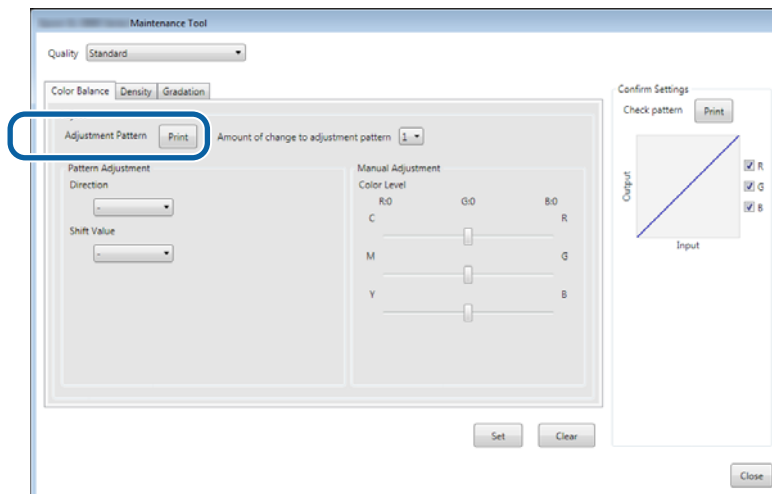 Maintenance Tool
Quality Standard
Color Balance Density Gradation
Adjustment Pattern Print Amount of change to adjustment pattern 1
Pattern Adjustment
Direction
-
Shift Value
-
Manual Adjustment
Color Level
R:0 G:0 B:0
C R
M G
Y B
Set Clear
Confirm Settings
Check pattern Print
Output
R
G
B
Input
Close